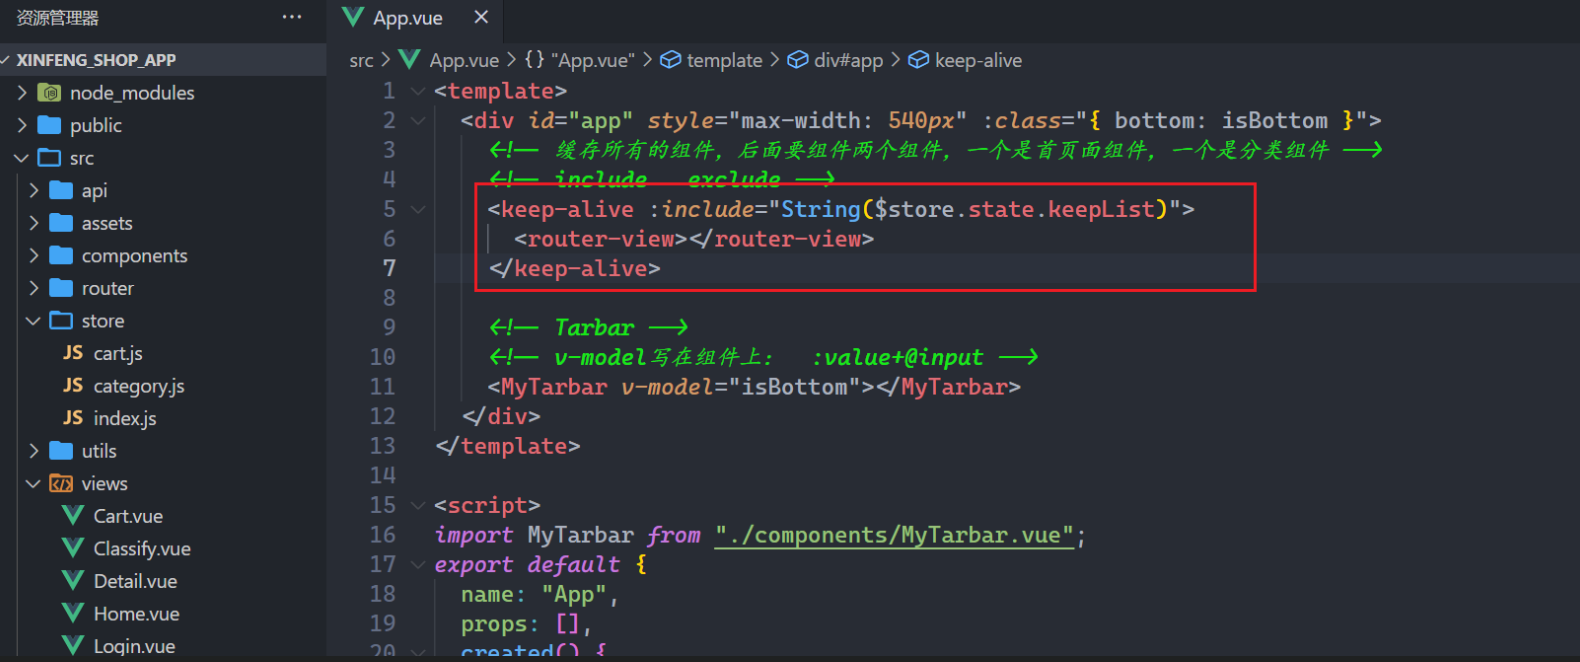 资源管理器 ···
XINFENG_SHOP_APP
node_modules
public
src
api
assets
components
router
store
JS cart.js
JS category.js
JS index.js
utils
views
Cart.vue
Classify.vue
Detail.vue
Home.vue
Login.vue
App.vue ×
src > App.vue > {} "App.vue" > template > div#app > keep-alive
1 <template>
2 <div id="app" style="max-width: 540px" :class="{ bottom: isBottom }">
3 <!-- 缓存所有的组件，后面要组件两个组件，一个是首页面组件，一个是分类组件 -->
4 <!-- include exclude -->
5 <keep-alive :include="String($store.state.keepList)">
6 <router-view></router-view>
7 </keep-alive>
8
9 <!-- Tarbar -->
10 <!-- v-model写在组件上： :value+@input -->
11 <MyTarbar v-model="isBottom"></MyTarbar>
12 </div>
13 </template>
14
15 <script>
16 import MyTarbar from "./components/MyTarbar.vue";
17 export default {
18 name: "App",
19 props: [],
20 created() {